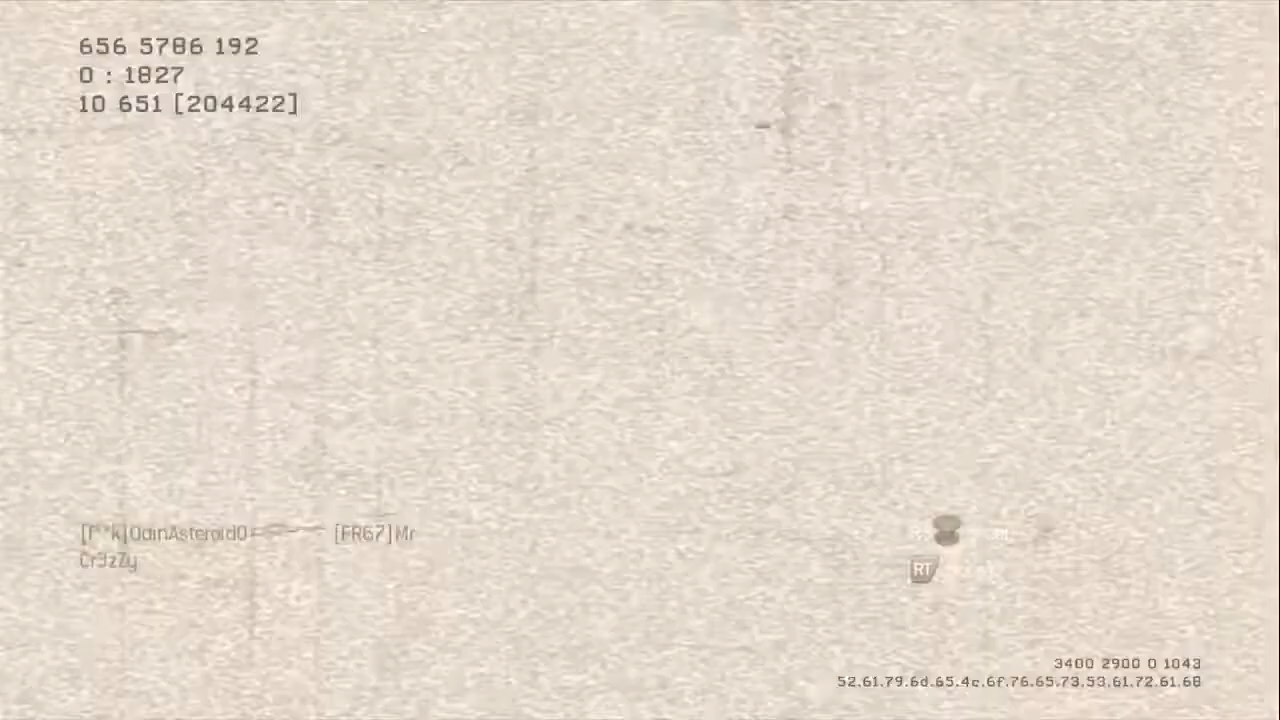 656 5786 192
0 : 1827
10 651 [204422]
[f**k]OdinAsteroid0 [FR67]Mr
Cr3zZy
RT
3400 2900 0 1043
52.61.79.6d.65.4c.6f.76.65.73.53.61.72.61.68